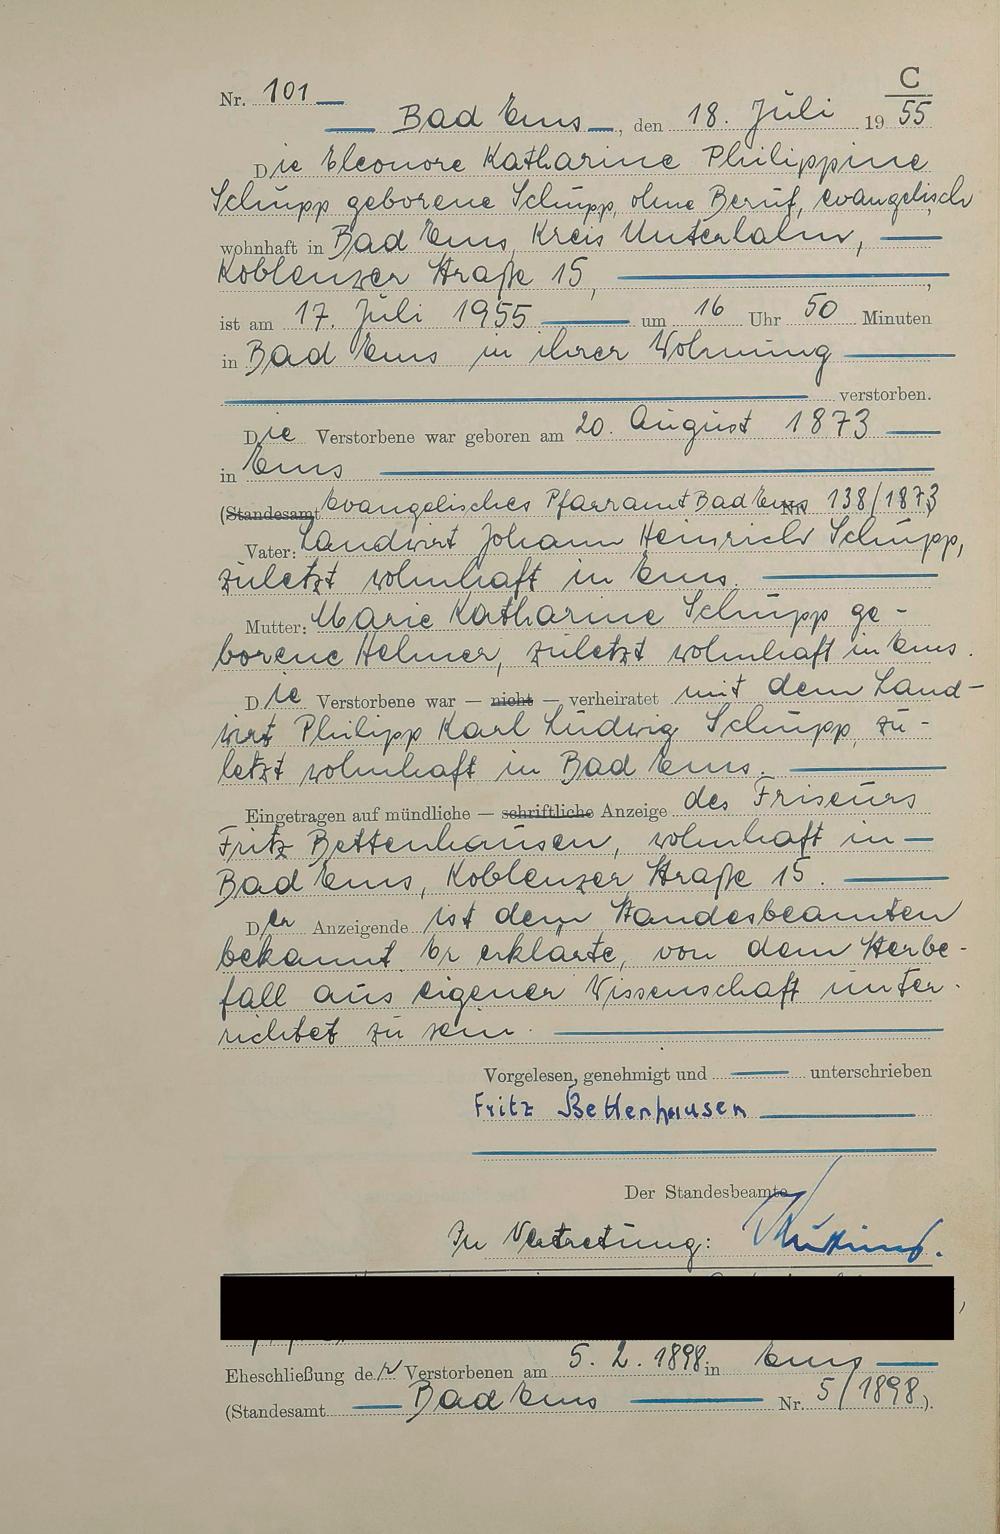 C
Nr. 101
Bad Ems, den 18. Juli 1955
Die Eleonore Katharine Philippine
Schupp geborene Schupp, ohne Beruf, evangelisch
wohnhaft in Bad Ems, Kreis Unterlahn,
Koblenzer Straße 15,
ist am 17. Juli 1955 um 16 Uhr 50 Minuten
in Bad Ems in ihrer Wohnung
verstorben.
Die Verstorbene war geboren am 20. August 1873
in Ems
(Standesamt Evangelisches Pfarramt Bad Ems Nr. 138/1873
Vater: Landwirt Johann Heinrich Schupp,
zuletzt wohnhaft in Ems.
Mutter: Marie Katharine Schupp ge-
borene Helmer, zuletzt wohnhaft in Ems.
Die Verstorbene war — nicht — verheiratet mit dem Land-
wirt Philipp Karl Ludwig Schupp, zu-
letzt wohnhaft in Bad Ems.
Eingetragen auf mündliche — schriftliche Anzeige des Friseurs
Fritz Bettenhausen, wohnhaft in
Bad Ems, Koblenzer Straße 15.
Der Anzeigende ist dem Standesbeamten
bekannt. Er erklärte, von dem Sterbe-
fall aus eigener Wissenschaft unter-
richtet zu sein.
Vorgelesen, genehmigt und unterschrieben
Fritz Bettenhausen
Der Standesbeamte
In Vertretung:
Eheschließung der Verstorbenen am 5. 2. 1898 in Ems
(Standesamt Bad Ems Nr. 5/1898).